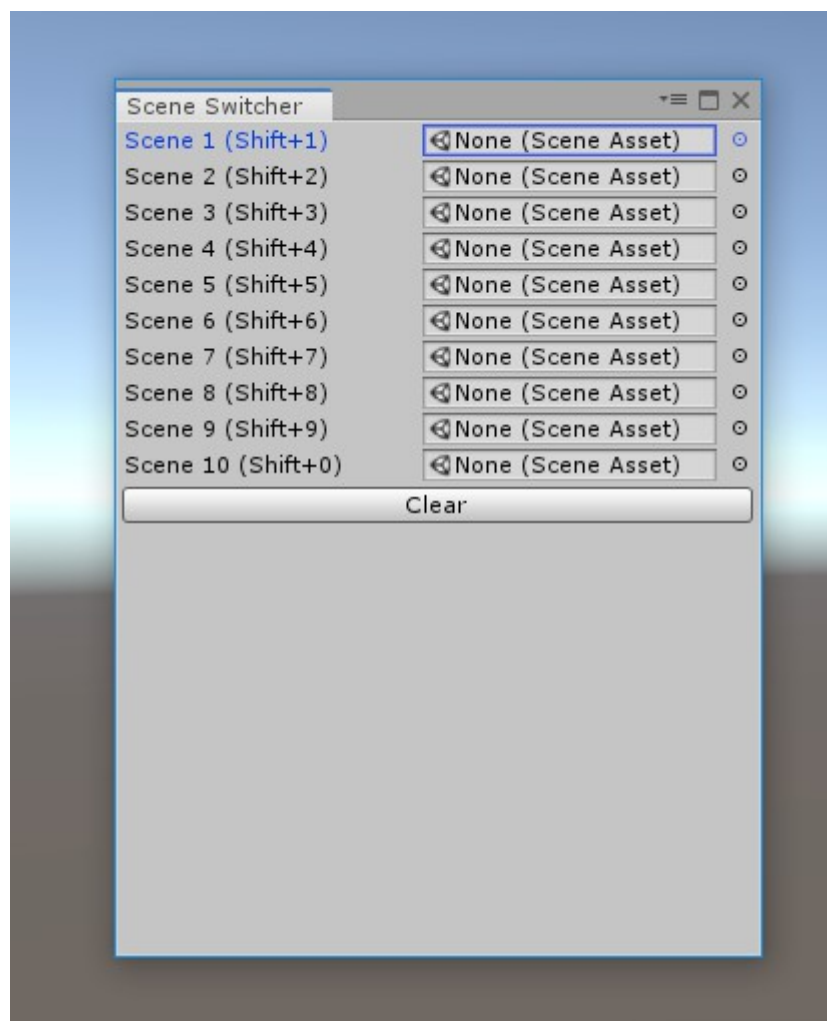 Scene Switcher
Scene 1 (Shift+1) None (Scene Asset)
Scene 2 (Shift+2) None (Scene Asset)
Scene 3 (Shift+3) None (Scene Asset)
Scene 4 (Shift+4) None (Scene Asset)
Scene 5 (Shift+5) None (Scene Asset)
Scene 6 (Shift+6) None (Scene Asset)
Scene 7 (Shift+7) None (Scene Asset)
Scene 8 (Shift+8) None (Scene Asset)
Scene 9 (Shift+9) None (Scene Asset)
Scene 10 (Shift+0) None (Scene Asset)
Clear